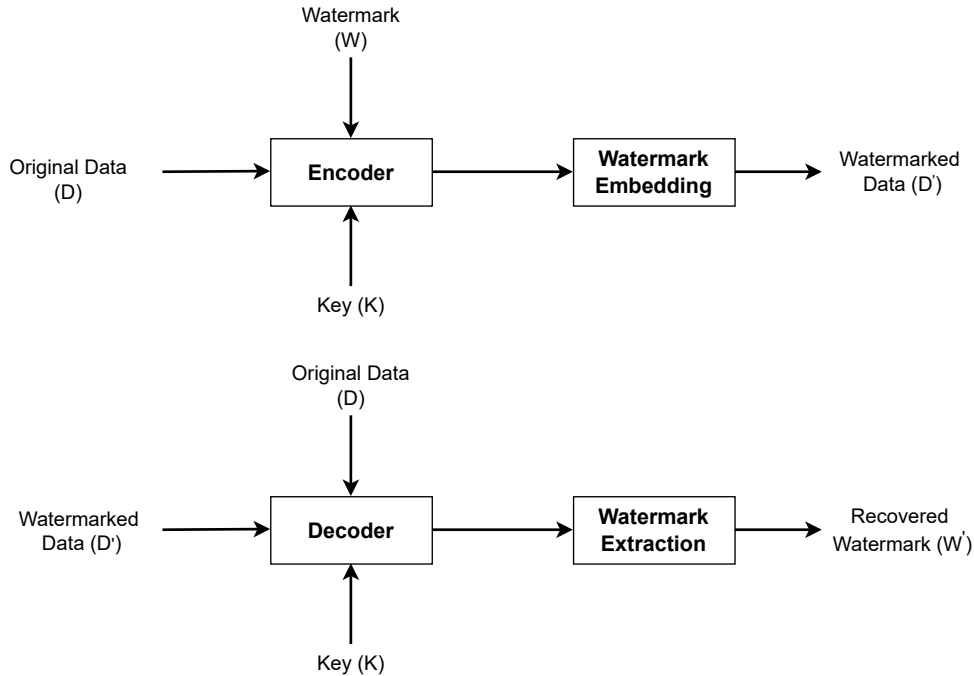 Watermark
(W)
Original Data
(D)
Encoder
Watermark
Embedding
Watermarked
Data (D')
Key (K)
Original Data
(D)
Watermarked
Data (D')
Decoder
Watermark
Extraction
Recovered
Watermark (W')
Key (K)